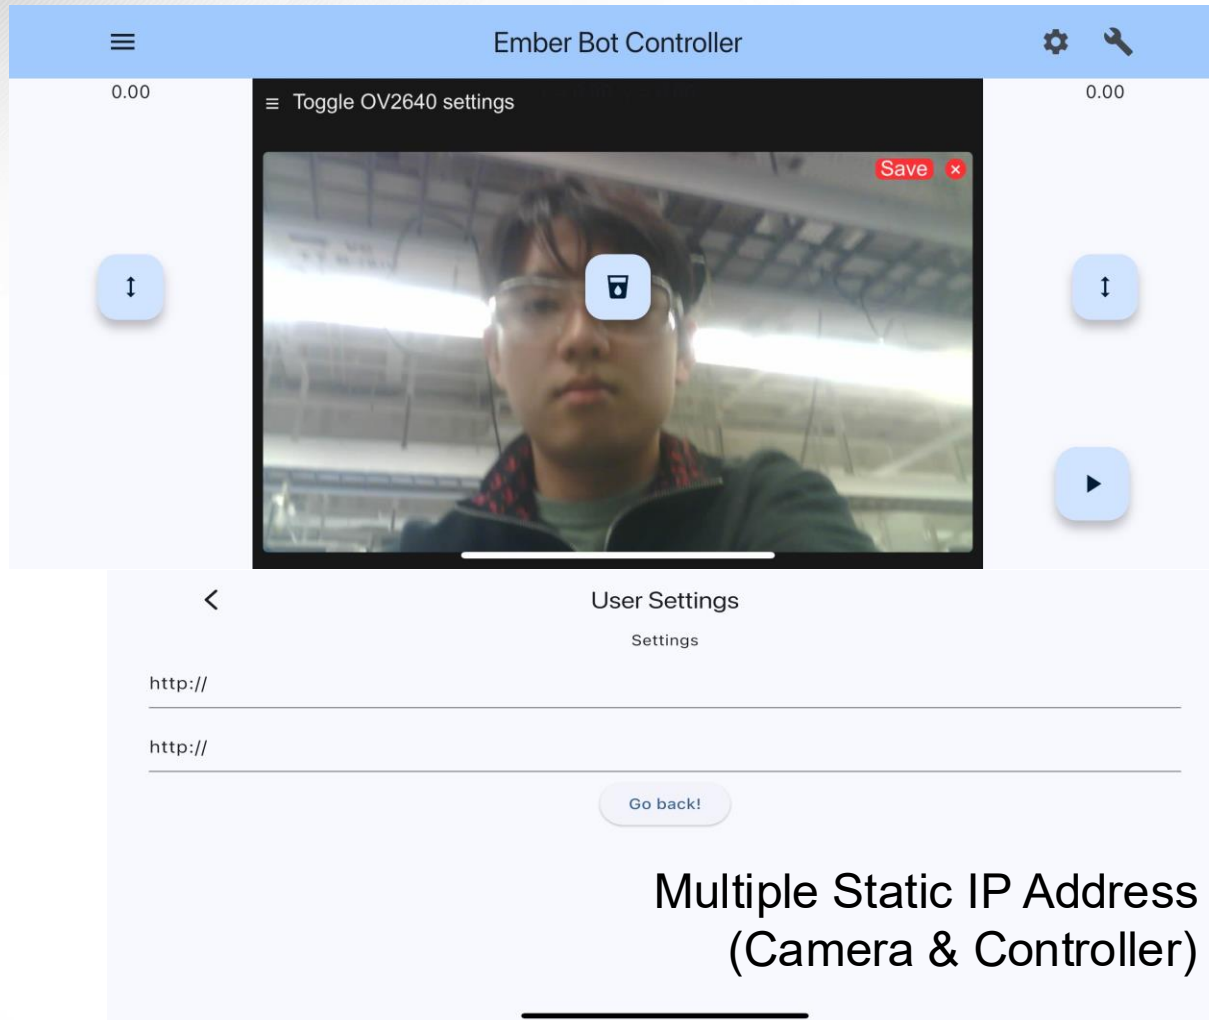 Ember Bot Controller
0.00
Toggle OV2640 settings
0.00
Save
User Settings
Settings
http://
http://
Go back!
Multiple Static IP Address
(Camera & Controller)